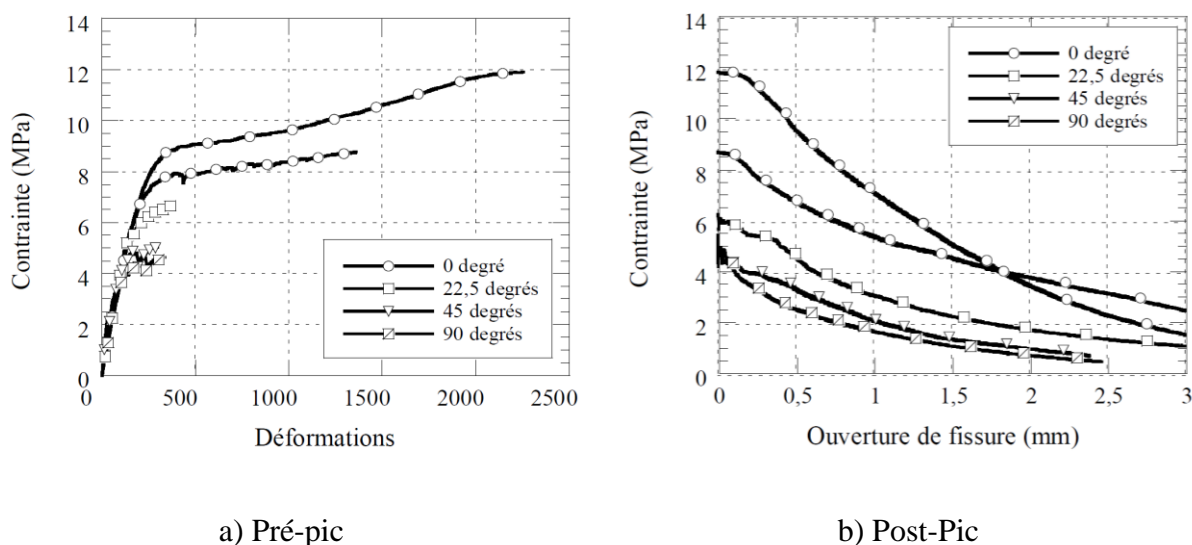 14
12
10
8
6
4
2
0
Contrainte (MPa)
0 degré
22,5 degrés
45 degrés
90 degrés
0
500
1000
1500
2000
2500
Déformations
14
12
10
8
6
4
2
0
Contrainte (MPa)
0 degré
22,5 degrés
45 degrés
90 degrés
0
0,5
1
1,5
2
2,5
3
Ouverture de fissure (mm)
a) Pré-pic
b) Post-Pic